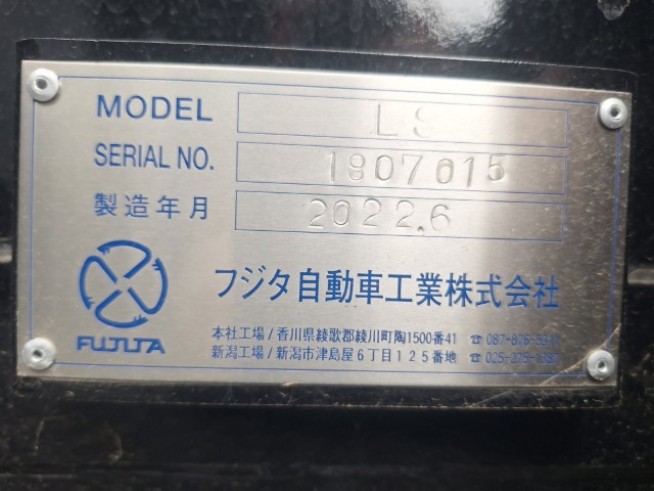 MODEL LS
SERIAL NO. 1807015
製造年月 2022.6
フジタ自動車工業株式会社
FUJITA
本社工場/香川県綾歌郡綾川町陶1500番41
新潟工場/新潟市津島屋6丁目125番地